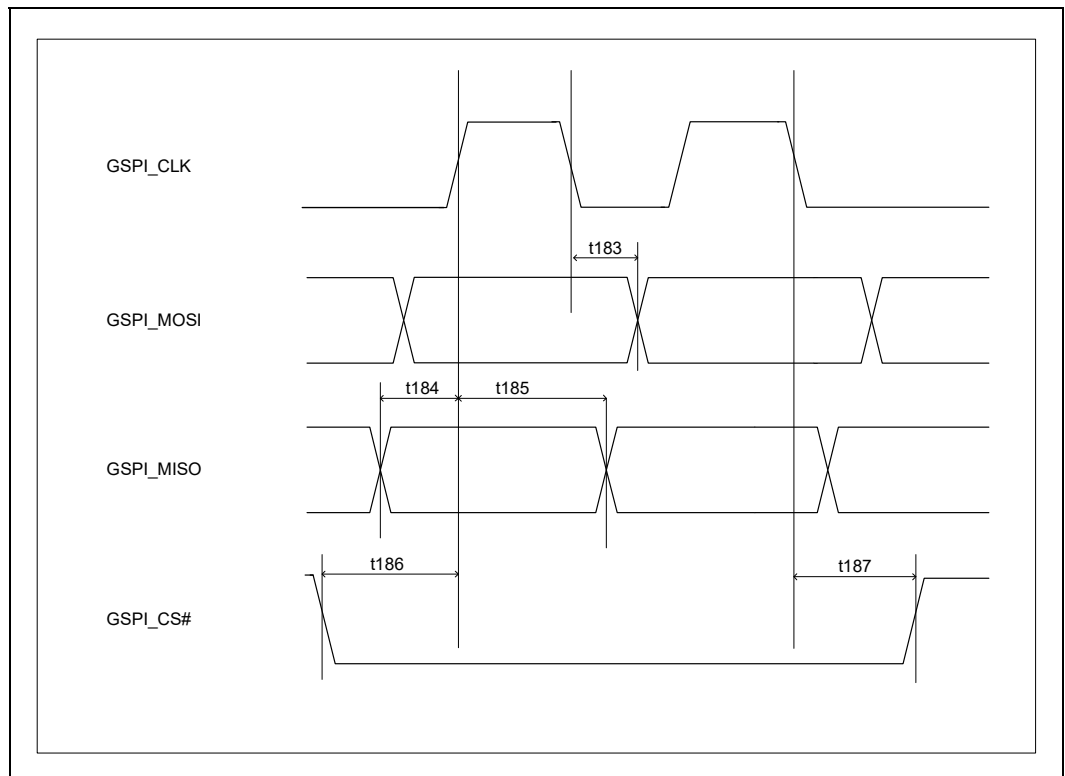 GSPI_CLK
t183
GSPI_MOSI
t184
t185
GSPI_MISO
t186
t187
GSPI_CS#